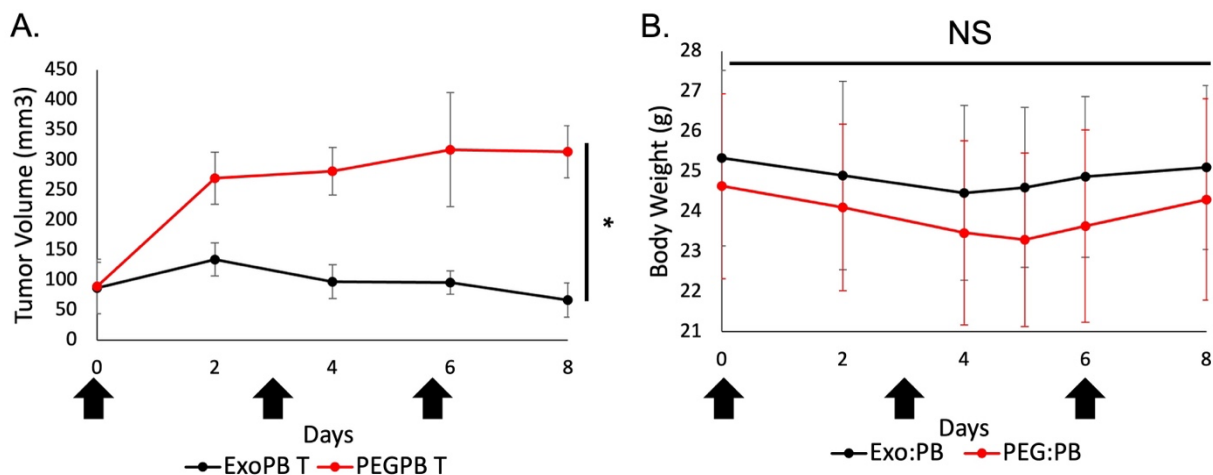 A.
Tumor Volume (mm3)
450
400
350
300
250
200
150
100
50
0
0 2 4 6 8
*
Days
ExoPB T PEGPB T
B.
NS
Body Weight (g)
28
27
26
25
24
23
22
21
0 2 4 6 8
Days
Exo:PB PEG:PB